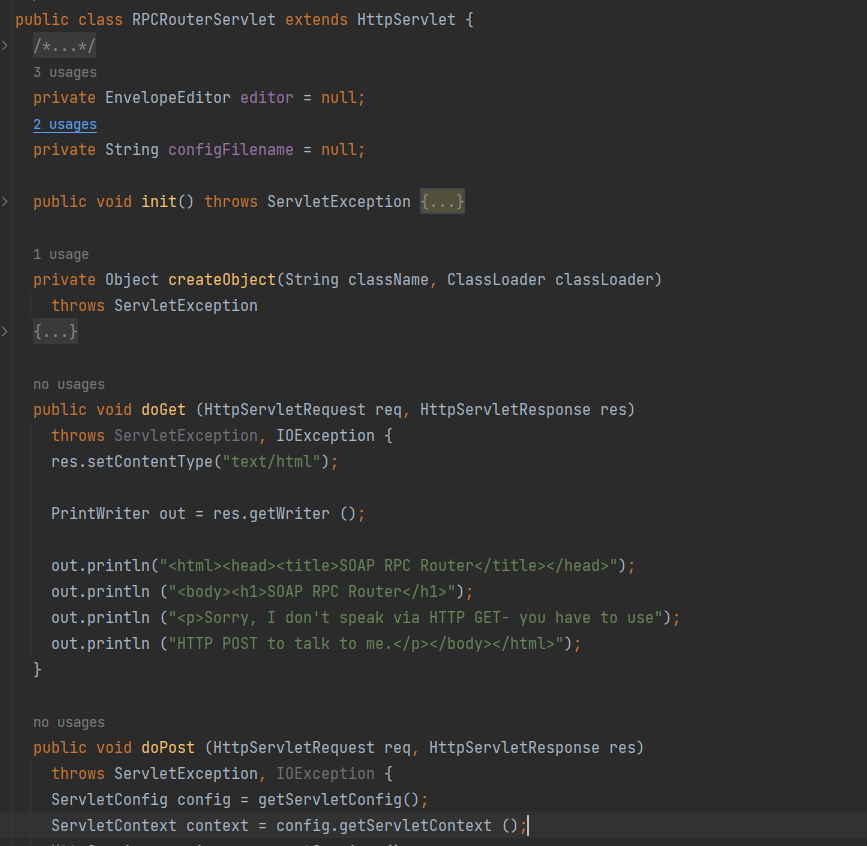 public class RPCRouterServlet extends HttpServlet {
/*...*/
3 usages
private EnvelopeEditor editor = null;
2 usages
private String configFilename = null;
public void init() throws ServletException {...}
1 usage
private Object createObject(String className, ClassLoader classLoader)
throws ServletException
{...}
no usages
public void doGet (HttpServletRequest req, HttpServletResponse res)
throws ServletException, IOException {
res.setContentType("text/html");
PrintWriter out = res.getWriter ();
out.println("<html><head><title>SOAP RPC Router</title></head>");
out.println ("<body><h1>SOAP RPC Router</h1>");
out.println ("<p>Sorry, I don't speak via HTTP GET- you have to use");
out.println ("HTTP POST to talk to me.</p></body></html>");
}
no usages
public void doPost (HttpServletRequest req, HttpServletResponse res)
throws ServletException, IOException {
ServletConfig config = getServletConfig();
ServletContext context = config.getServletContext ();